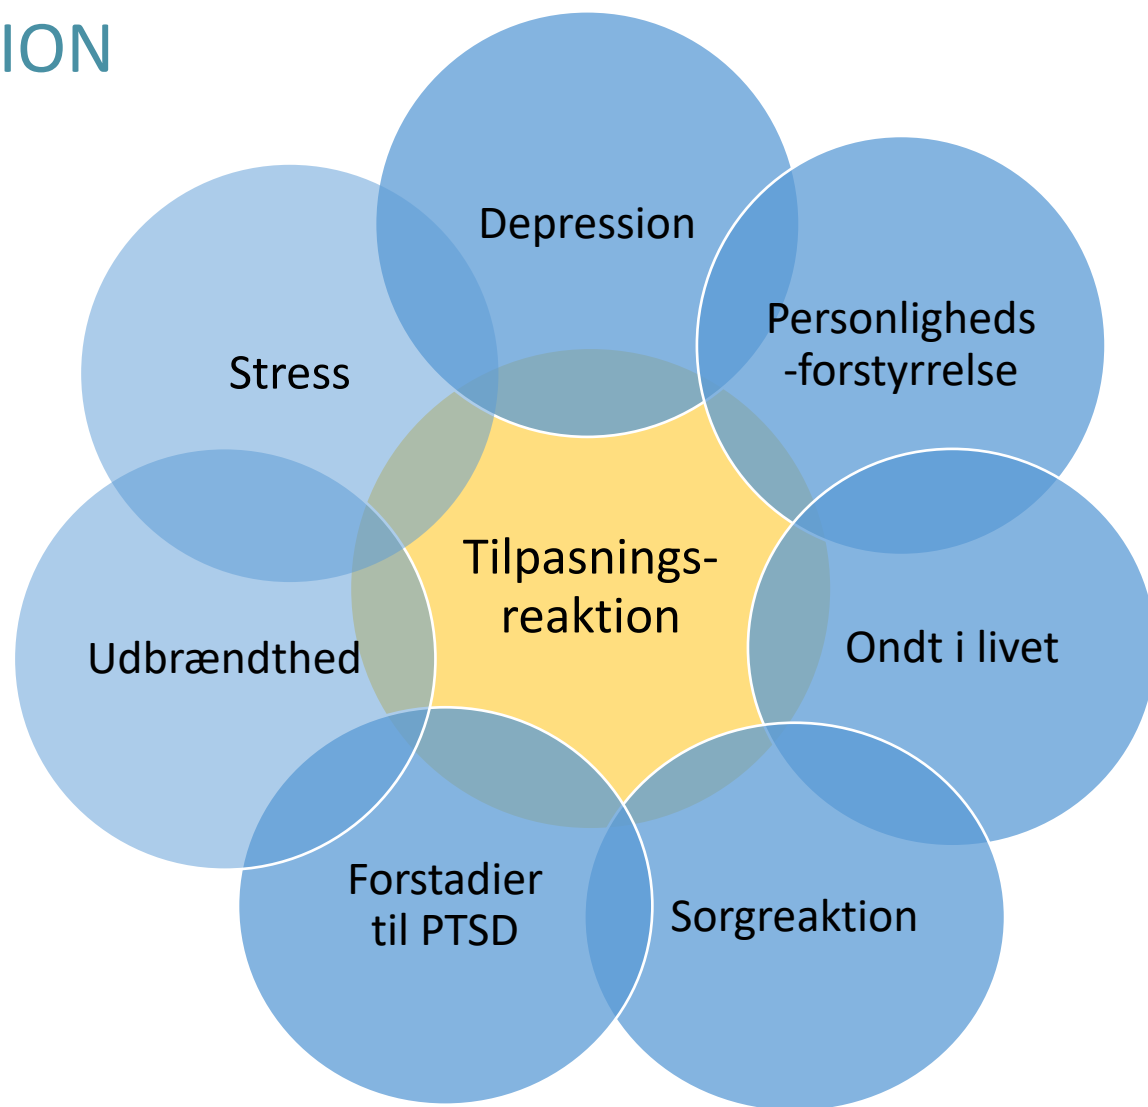 ION
Depression
Personligheds
-forstyrrelse
Stress
Tilpasnings-
reaktion
Ondt i livet
Udbrændthed
Forstadier
til PTSD
Sorgreaktion